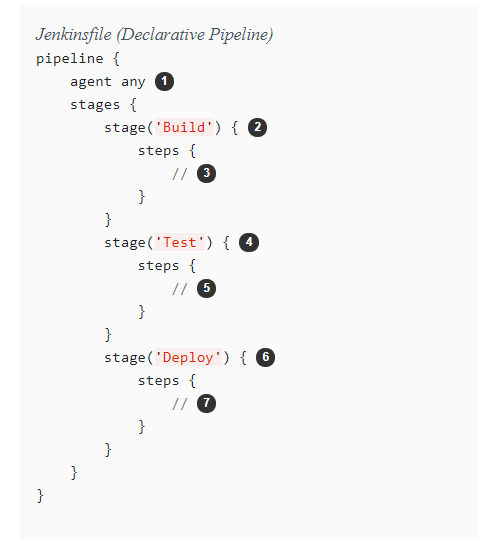 Jenkinsfile (Declarative Pipeline)
pipeline {
    agent any 1
    stages {
        stage('Build') { 2
            steps {
                // 3
            }
        }
        stage('Test') { 4
            steps {
                // 5
            }
        }
        stage('Deploy') { 6
            steps {
                // 7
            }
        }
    }
}